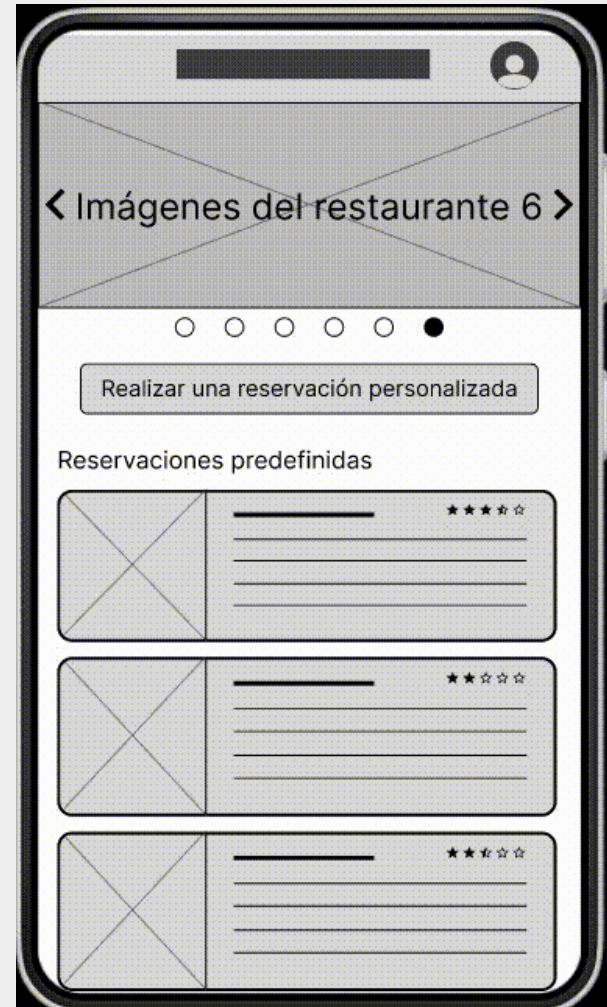 Imágenes del restaurante 6
Realizar una reservación personalizada
Reservaciones predefinidas